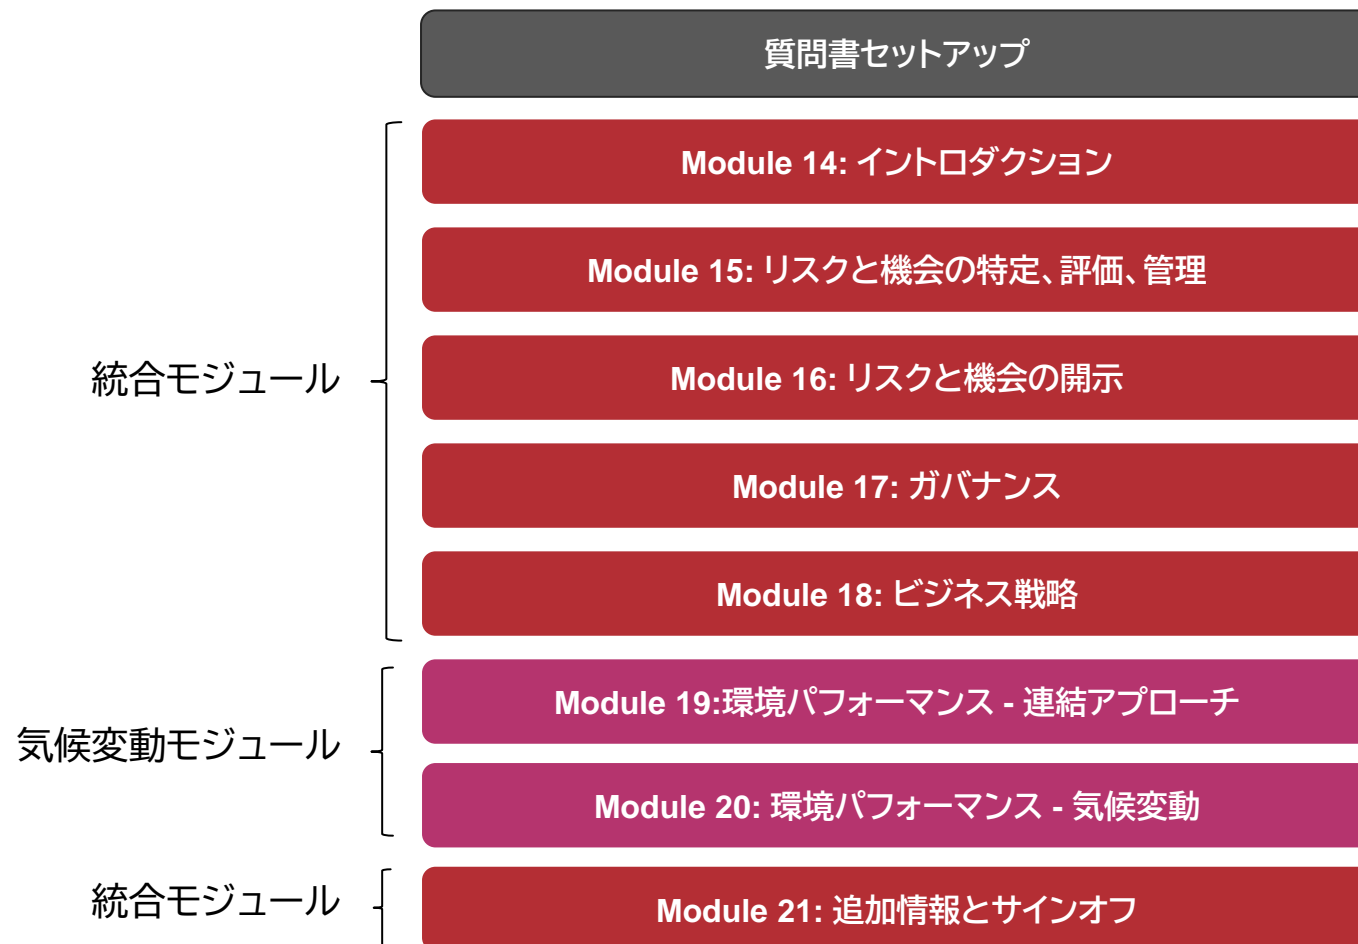 質問書セットアップ
Module 14: イントロダクション
Module 15: リスクと機会の特定、評価、管理
統合モジュール
Module 16: リスクと機会の開示
Module 17: ガバナンス
Module 18: ビジネス戦略
Module 19:環境パフォーマンス - 連結アプローチ
気候変動モジュール
Module 20: 環境パフォーマンス - 気候変動
統合モジュール
Module 21: 追加情報とサインオフ